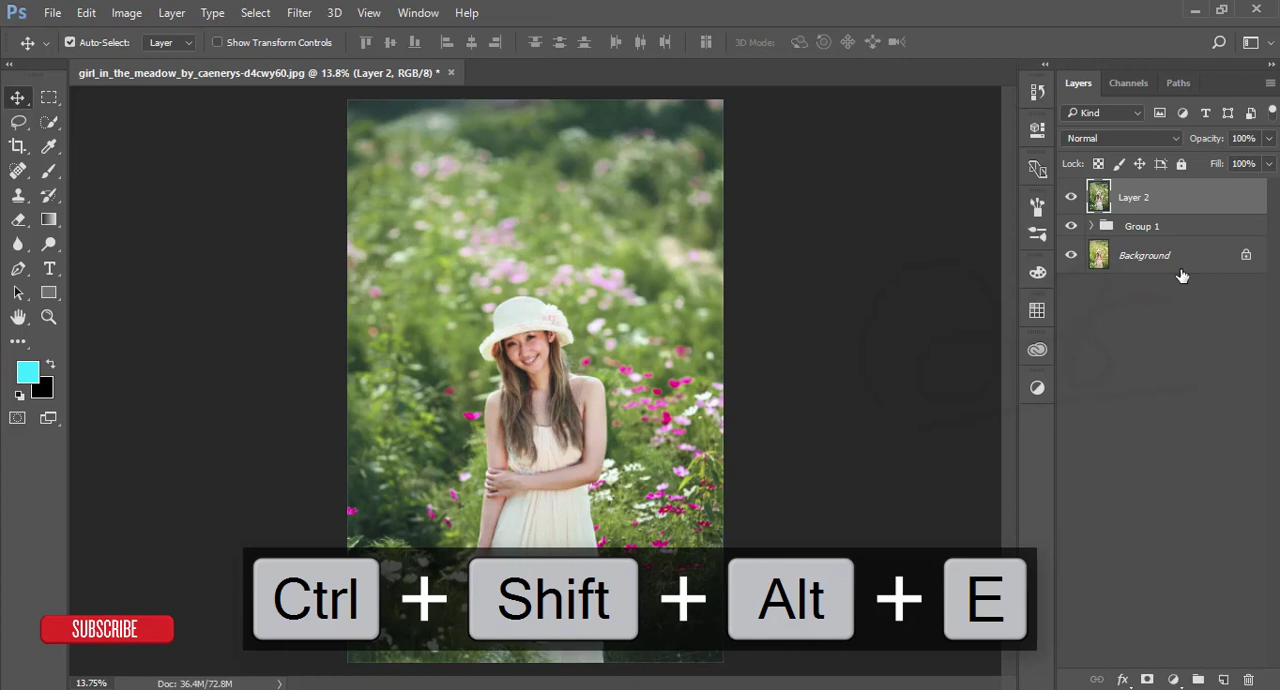 Ps File Edit Image Layer Type Select Filter 3D View Window Help
Auto-Select: Layer Show Transform Controls 3D Mode:
girl_in_the_meadow_by_caenerys-d4cwy60.jpg @ 13.8% (Layer 2, RGB/8) *
Layers Channels Paths
Kind
Normal Opacity: 100%
Lock: Fill: 100%
Layer 2
Group 1
Background
Ctrl + Shift + Alt + E
SUBSCRIBE
13.75% Doc: 36.4M/72.8M